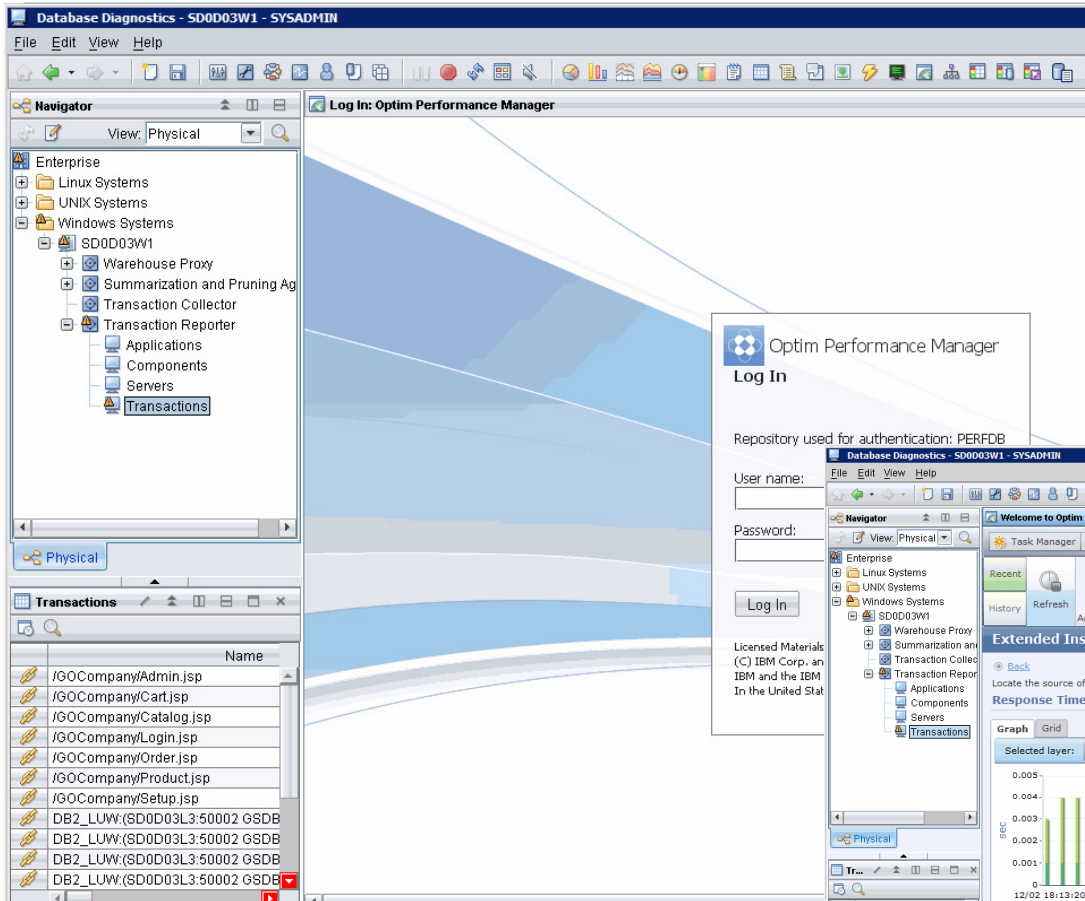 Database Diagnostics - SD0D03W1 - SYSADMIN
File Edit View Help
Navigator
View: Physical
Enterprise
Linux Systems
UNIX Systems
Windows Systems
SD0D03W1
Warehouse Proxy
Summarization and Pruning Ag
Transaction Collector
Transaction Reporter
Applications
Components
Servers
Transactions
Physical
Transactions
Name
/GOCompany/Admin.jsp
/GOCompany/Cart.jsp
/GOCompany/Catalog.jsp
/GOCompany/Login.jsp
/GOCompany/Order.jsp
/GOCompany/Product.jsp
/GOCompany/Setup.jsp
DB2_LUW:(SD0D03L3:50002 GSDB
DB2_LUW:(SD0D03L3:50002 GSDB
DB2_LUW:(SD0D03L3:50002 GSDB
DB2_LUW:(SD0D03L3:50002 GSDB
Log In: Optim Performance Manager
Optim Performance Manager
Log In
Repository used for authentication: PERFDB
User name:
Password:
Log In
Licensed Materials
(C) IBM Corp. an
IBM and the IBM
In the United Stat
Database Diagnostics - SD0D03W1 - SYSADMIN
File Edit View Help
Navigator
View: Physical
Enterprise
Linux Systems
UNIX Systems
Windows Systems
SD0D03W1
Warehouse Proxy
Summarization an
Transaction Collec
Transaction Repor
Applications
Components
Servers
Transactions
Physical
Tr...
Welcome to Optim
Task Manager
Recent
History
Refresh
Extended Ins
Back
Locate the source of
Response Time
Graph Grid
Selected layer:
sec
0.005
0.004
0.003
0.002
0.001
0
12/02 18:13:20